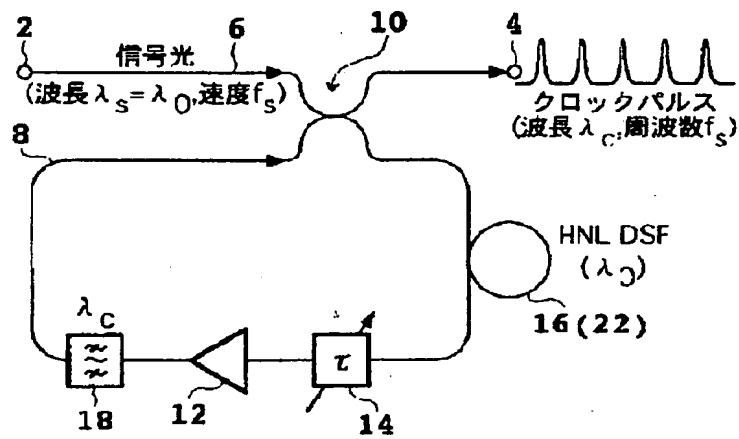 2
6
10
4
信号光
(波長λs=λ0,速度fs)
クロックパルス
(波長λc,周波数fs)
8
HNL DSF
(λ0)
16(22)
λc
τ
18
12
14